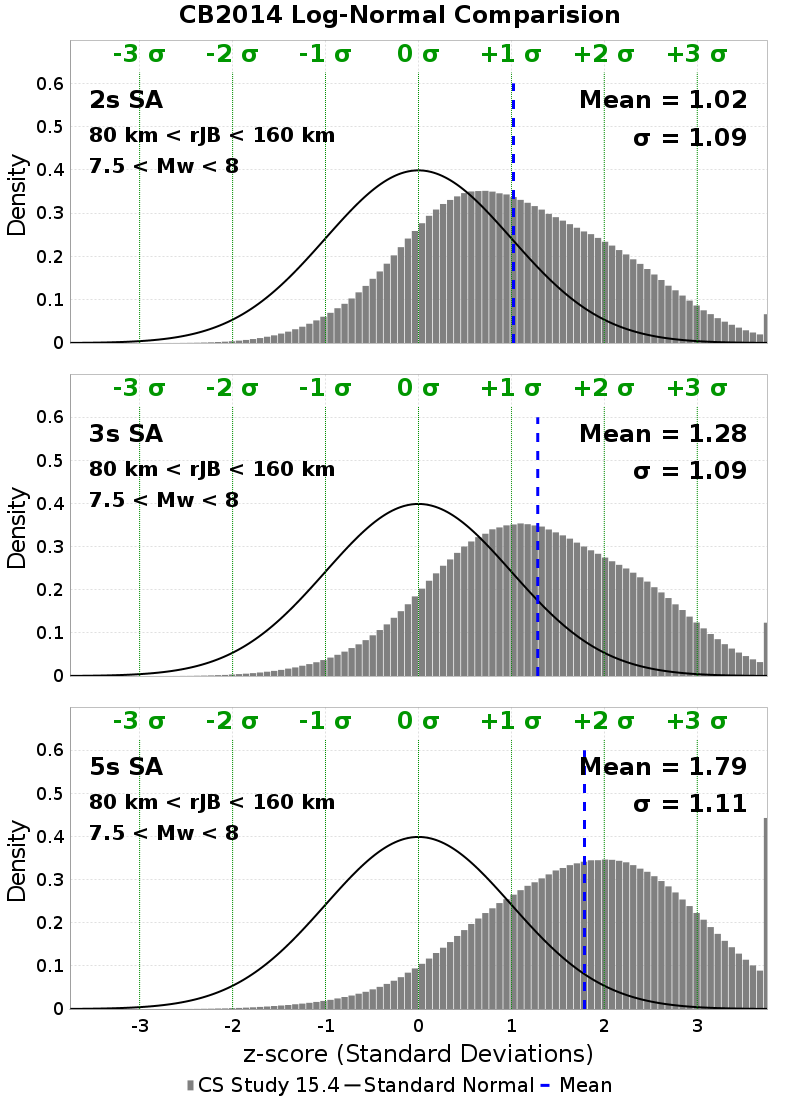 CB2014 Log-Normal Comparision
-3 σ -2 σ -1 σ 0 σ +1 σ +2 σ +3 σ
0.6
2s SA Mean = 1.02
0.5
80 km < rJB < 160 km σ = 1.09
7.5 < Mw < 8
0.4
0.3
0.2
0.1
0
Density
-3 σ -2 σ -1 σ 0 σ +1 σ +2 σ +3 σ
0.6
3s SA Mean = 1.28
0.5
80 km < rJB < 160 km σ = 1.09
7.5 < Mw < 8
0.4
0.3
0.2
0.1
0
Density
-3 σ -2 σ -1 σ 0 σ +1 σ +2 σ +3 σ
0.6
5s SA Mean = 1.79
0.5
80 km < rJB < 160 km σ = 1.11
7.5 < Mw < 8
0.4
0.3
0.2
0.1
0
Density
-3 -2 -1 0 1 2 3
z-score (Standard Deviations)
CS Study 15.4 Standard Normal Mean